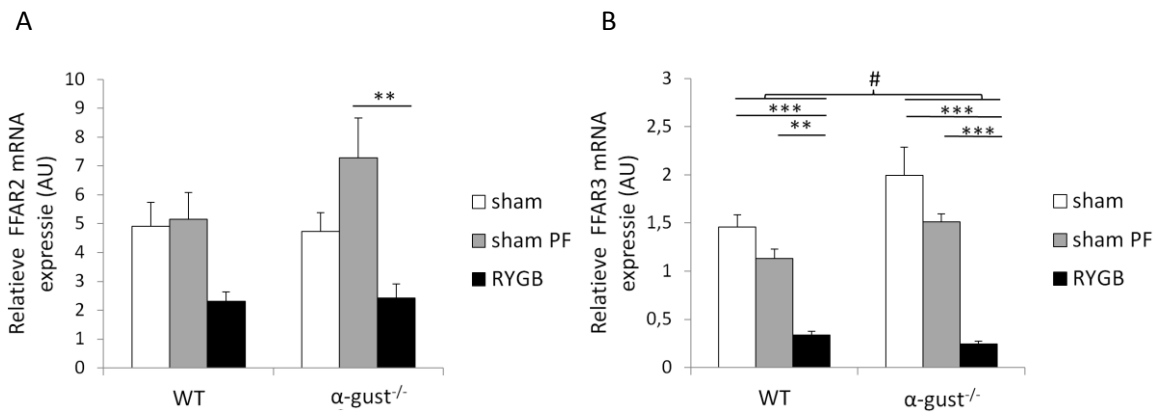 A
Relatieve FFAR2 mRNA
expressie (AU)
10
9
8
7
6
5
4
3
2
1
0
**
WT
α-gust-/-
sham
sham PF
RYGB
B
Relatieve FFAR3 mRNA
expressie (AU)
3
2,5
2
1,5
1
0,5
0
#
***
**
***
***
WT
α-gust-/-
sham
sham PF
RYGB